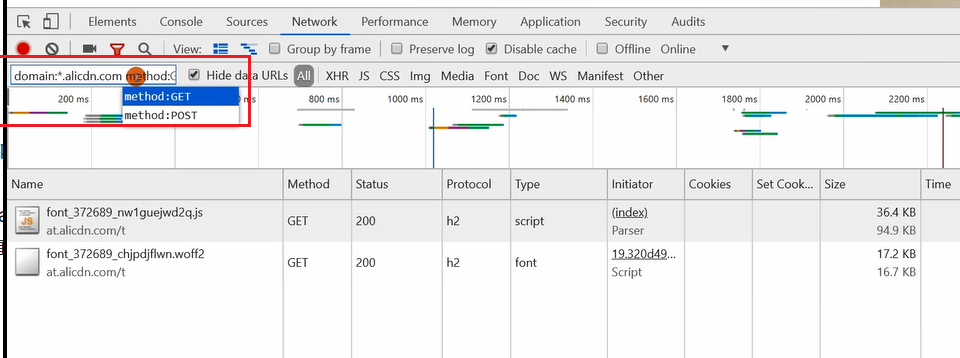 Elements Console Sources Network Performance Memory Application Security Audits
View: Group by frame Preserve log Disable cache Offline Online
domain:*.alicdn.com method:G Hide data URLs All XHR JS CSS Img Media Font Doc WS Manifest Other
200 ms 800 ms 1000 ms 1200 ms 1400 ms 1600 ms 1800 ms 2000 ms 2200 ms
method:GET
method:POST
Name Method Status Protocol Type Initiator Cookies Set Cook... Size Time
font_372689_nw1guejwd2q.js GET 200 h2 script (index) 36.4 KB
at.alicdn.com/t Parser 94.9 KB
font_372689_chjpdjflwn.woff2 GET 200 h2 font 19.320d49... 17.2 KB
at.alicdn.com/t Script 16.7 KB